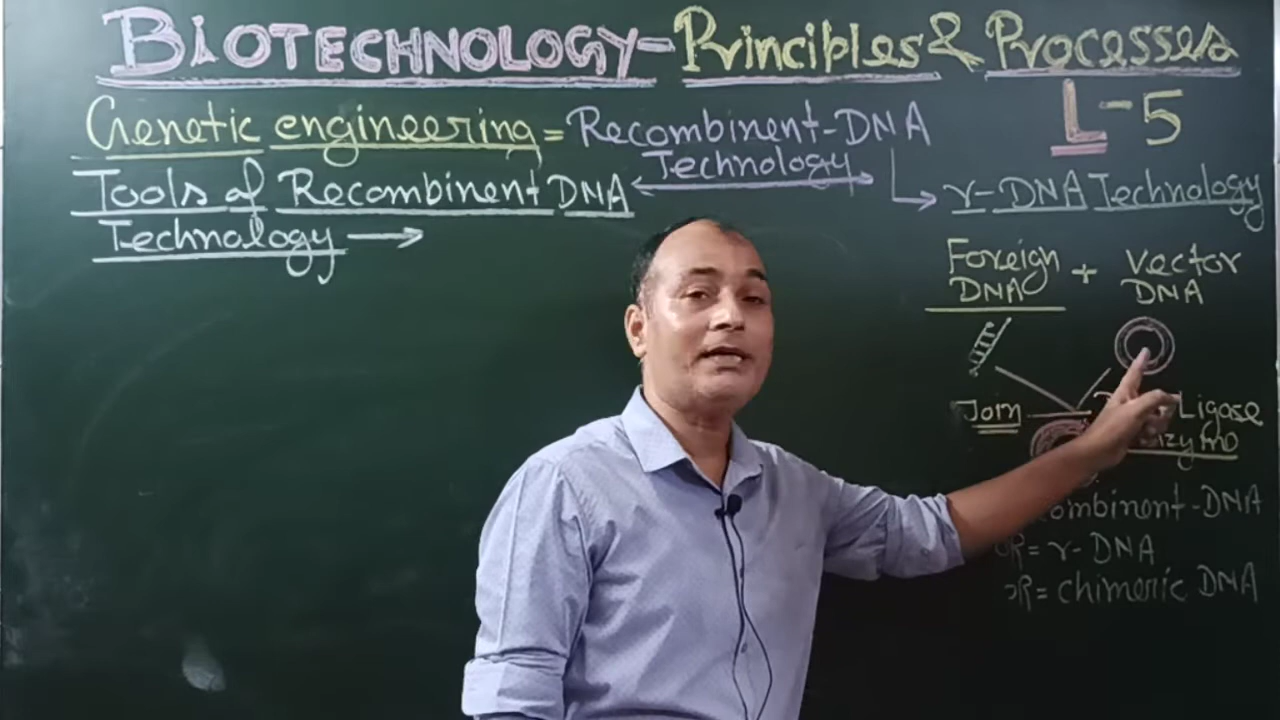 BIOTECHNOLOGY-Principles & Processes
L-5
Genetic engineering = Recombinent-DNA
Technology
Tools of Recombinent DNA
Technology →
r-DNA Technology
Foreign + Vector
DNA DNA
Join Ligase
ombinent-DNA
OR= r-DNA
OR= chimeric DNA